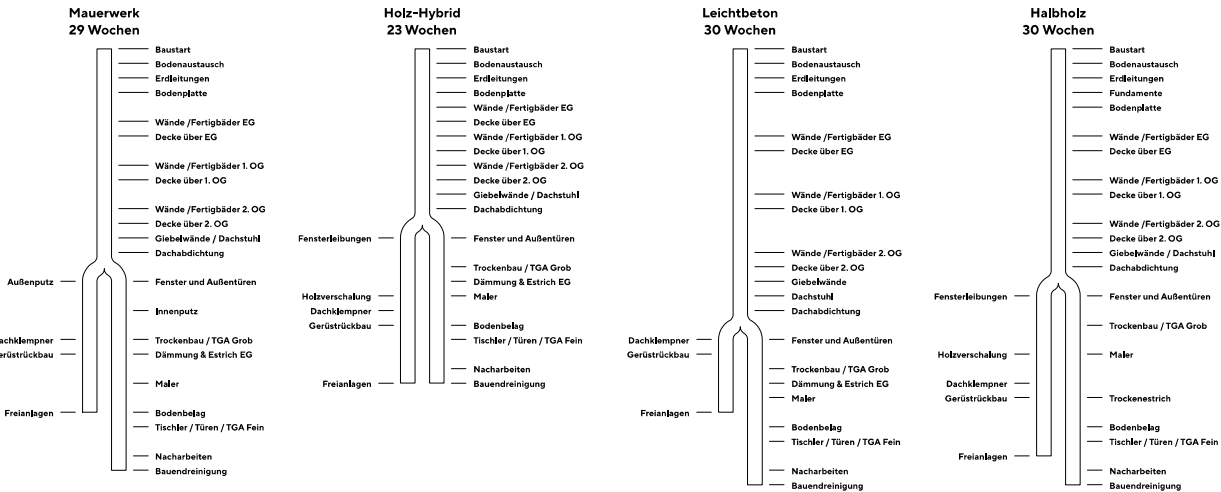 Mauerwerk
29 Wochen
Baustart
Bodenaustausch
Erdleitungen
Bodenplatte
Wände /Fertigbäder EG
Decke über EG
Wände /Fertigbäder 1. OG
Decke über 1. OG
Wände /Fertigbäder 2. OG
Decke über 2. OG
Giebelwände / Dachstuhl
Dachabdichtung
Außenputz
Fenster und Außentüren
Innenputz
Dachklempner
Trockenbau / TGA Grob
Gerüstrückbau
Dämmung & Estrich EG
Maler
Freianlagen
Bodenbelag
Tischler / Türen / TGA Fein
Nacharbeiten
Bauendreinigung
Holz-Hybrid
23 Wochen
Baustart
Bodenaustausch
Erdleitungen
Bodenplatte
Wände /Fertigbäder EG
Decke über EG
Wände /Fertigbäder 1. OG
Decke über 1. OG
Wände /Fertigbäder 2. OG
Decke über 2. OG
Giebelwände / Dachstuhl
Dachabdichtung
Fensterleibungen
Fenster und Außentüren
Trockenbau / TGA Grob
Dämmung & Estrich EG
Holzverschalung
Maler
Dachklempner
Gerüstrückbau
Bodenbelag
Tischler / Türen / TGA Fein
Nacharbeiten
Freianlagen
Bauendreinigung
Leichtbeton
30 Wochen
Baustart
Bodenaustausch
Erdleitungen
Bodenplatte
Wände /Fertigbäder EG
Decke über EG
Wände /Fertigbäder 1. OG
Decke über 1. OG
Wände /Fertigbäder 2. OG
Decke über 2. OG
Giebelwände
Dachstuhl
Dachabdichtung
Dachklempner
Fenster und Außentüren
Gerüstrückbau
Trockenbau / TGA Grob
Dämmung & Estrich EG
Maler
Freianlagen
Bodenbelag
Tischler / Türen / TGA Fein
Nacharbeiten
Bauendreinigung
Halbholz
30 Wochen
Baustart
Bodenaustausch
Erdleitungen
Fundamente
Bodenplatte
Wände /Fertigbäder EG
Decke über EG
Wände /Fertigbäder 1. OG
Decke über 1. OG
Wände /Fertigbäder 2. OG
Decke über 2. OG
Giebelwände / Dachstuhl
Dachabdichtung
Fensterleibungen
Fenster und Außentüren
Trockenbau / TGA Grob
Holzverschalung
Maler
Dachklempner
Gerüstrückbau
Trockenestrich
Bodenbelag
Tischler / Türen / TGA Fein
Freianlagen
Nacharbeiten
Bauendreinigung